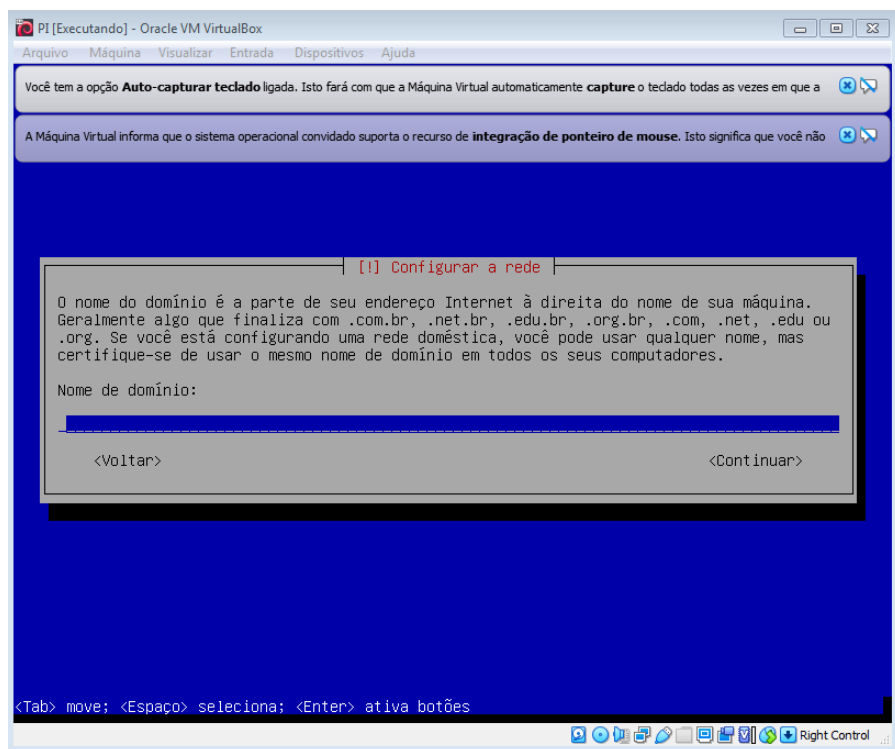 PI [Executando] - Oracle VM VirtualBox
Arquivo Máquina Visualizar Entrada Dispositivos Ajuda
Você tem a opção Auto-capturar teclado ligada. Isto fará com que a Máquina Virtual automaticamente capture o teclado todas as vezes em que a
A Máquina Virtual informa que o sistema operacional convidado suporta o recurso de integração de ponteiro de mouse. Isto significa que você não
[!] Configurar a rede
O nome do domínio é a parte de seu endereço Internet à direita do nome de sua máquina.
Geralmente algo que finaliza com .com.br, .net.br, .edu.br, .org.br, .com, .net, .edu ou
.org. Se você está configurando uma rede doméstica, você pode usar qualquer nome, mas
certifique-se de usar o mesmo nome de domínio em todos os seus computadores.
Nome de domínio:
<Voltar> <Continuar>
<Tab> move; <Espaço> seleciona; <Enter> ativa botões
Right Control